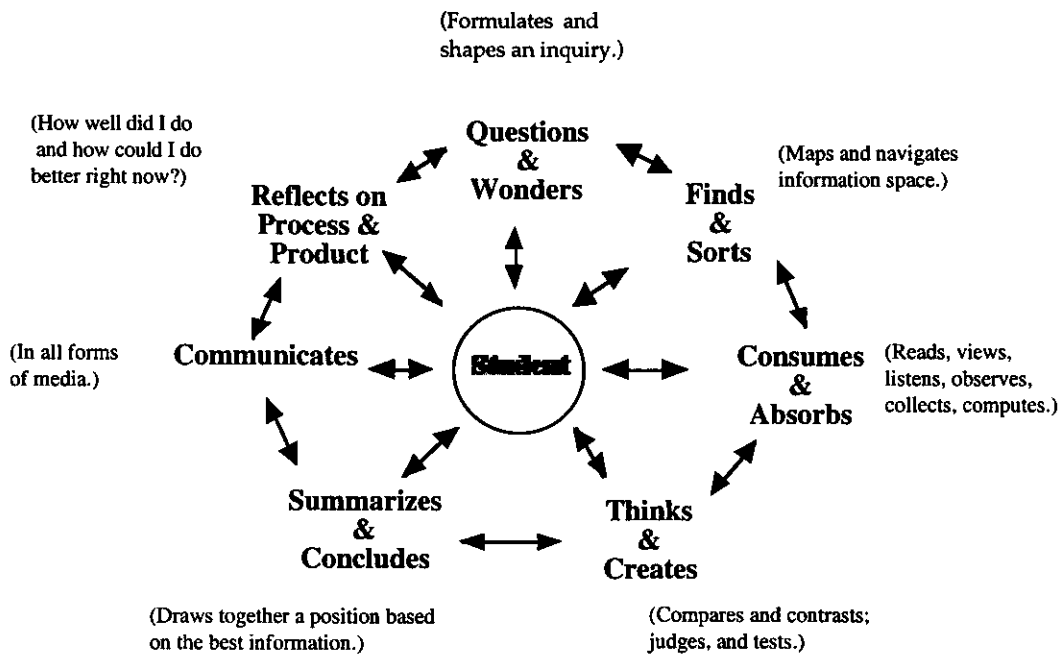 (Formulates and
shapes an inquiry.)
Questions
&
Wonders
(How well did I do
and how could I do
better right now?)
Reflects on
Process &
Product
(Maps and navigates
information space.)
Finds
&
Sorts
(In all forms
of media.)
Communicates
Student
Consumes
&
Absorbs
(Reads, views,
listens, observes,
collects, computes.)
Summarizes
&
Concludes
Thinks
&
Creates
(Draws together a position based
on the best information.)
(Compares and contrasts;
judges, and tests.)